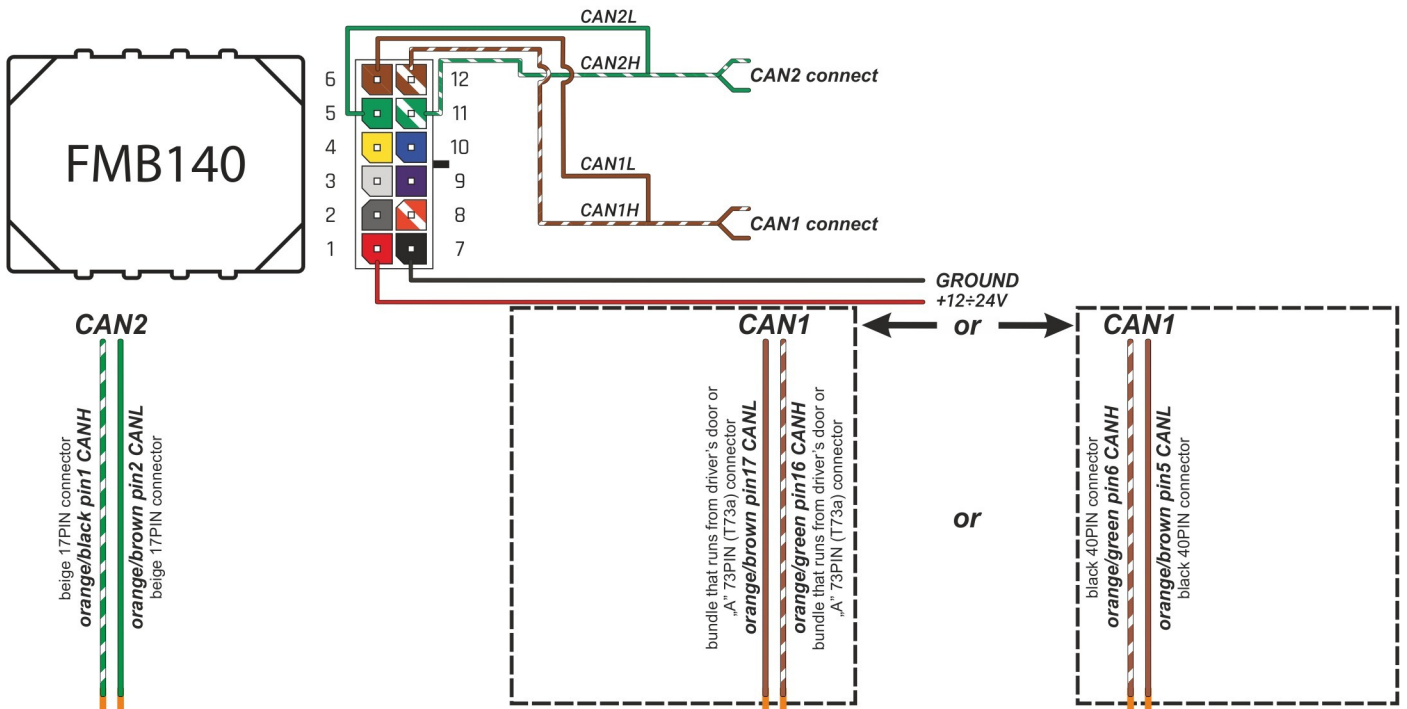 FMB140
6
12
5
11
4
10
3
9
2
8
1
7
CAN2L
CAN2H
CAN2 connect
CAN1L
CAN1H
CAN1 connect
GROUND
+12÷24V
CAN2
beige 17PIN connector
orange/black pin1 CANH
orange/brown pin2 CANL
beige 17PIN connector
CAN1
bundle that runs from driver's door or
„A" 73PIN (T73a) connector
orange/brown pin17 CANL
orange/green pin16 CANH
bundle that runs from driver's door or
„A" 73PIN (T73a) connector
or
or
CAN1
black 40PIN connector
orange/green pin6 CANH
orange/brown pin5 CANL
black 40PIN connector